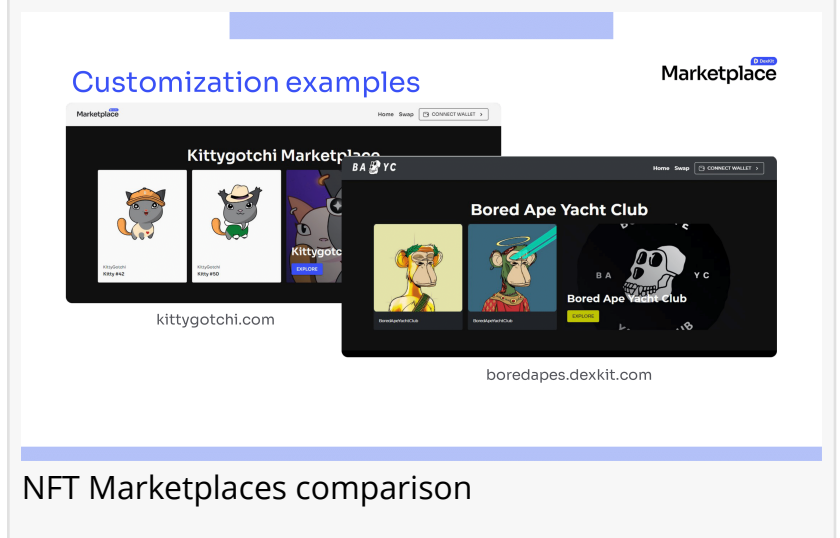 Customization examples
DexKit
Marketplace
Marketplace
Home Swap CONNECT WALLET >
Kittygotchi Marketplace
KittyGotchi
Kitty #42
KittyGotchi
Kitty #50
Kittygotc
EXPLORE
BA YC
Home Swap CONNECT WALLET >
Bored Ape Yacht Club
BoredApeYachtClub
BoredApeYachtClub
BA YC
Bored Ape Yacht Club
EXPLORE
kittygotchi.com
boredapes.dexkit.com
NFT Marketplaces comparison